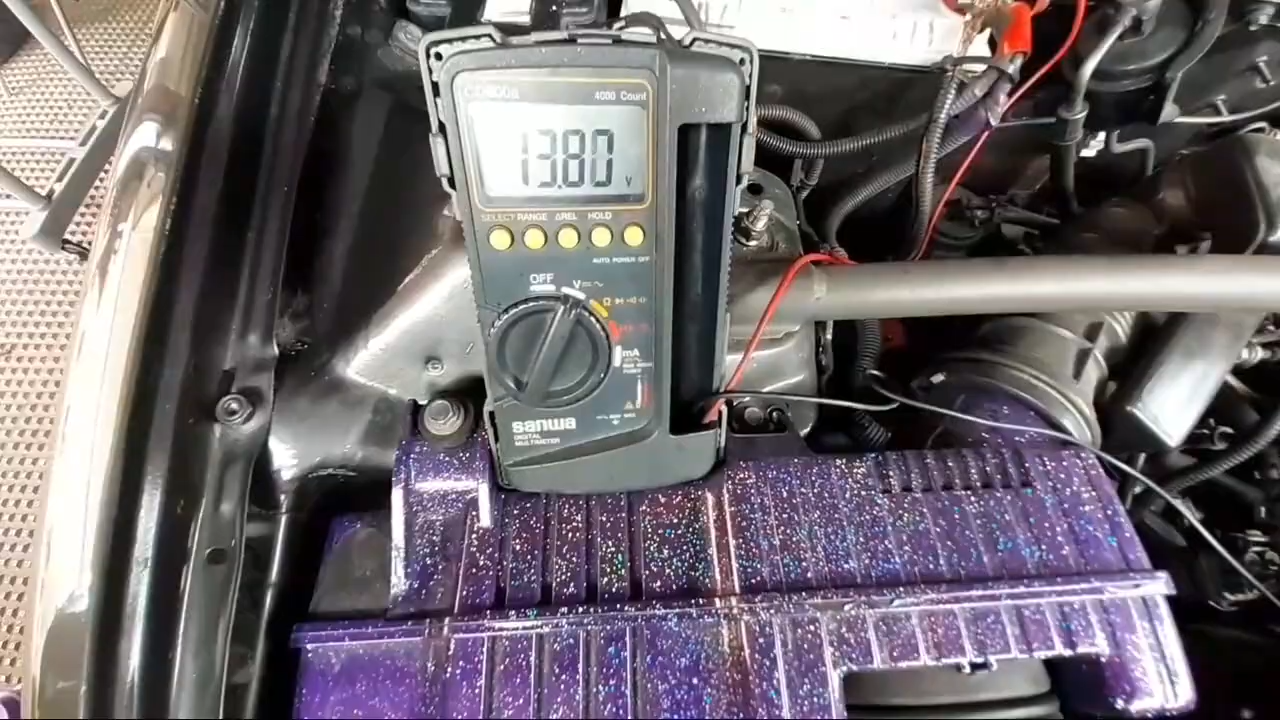 CD800a 4000 Count
13.80 V
SELECT RANGE ΔREL HOLD
AUTO POWER OFF
OFF V
Ω
mA
sanwa
DIGITAL
MULTIMETER